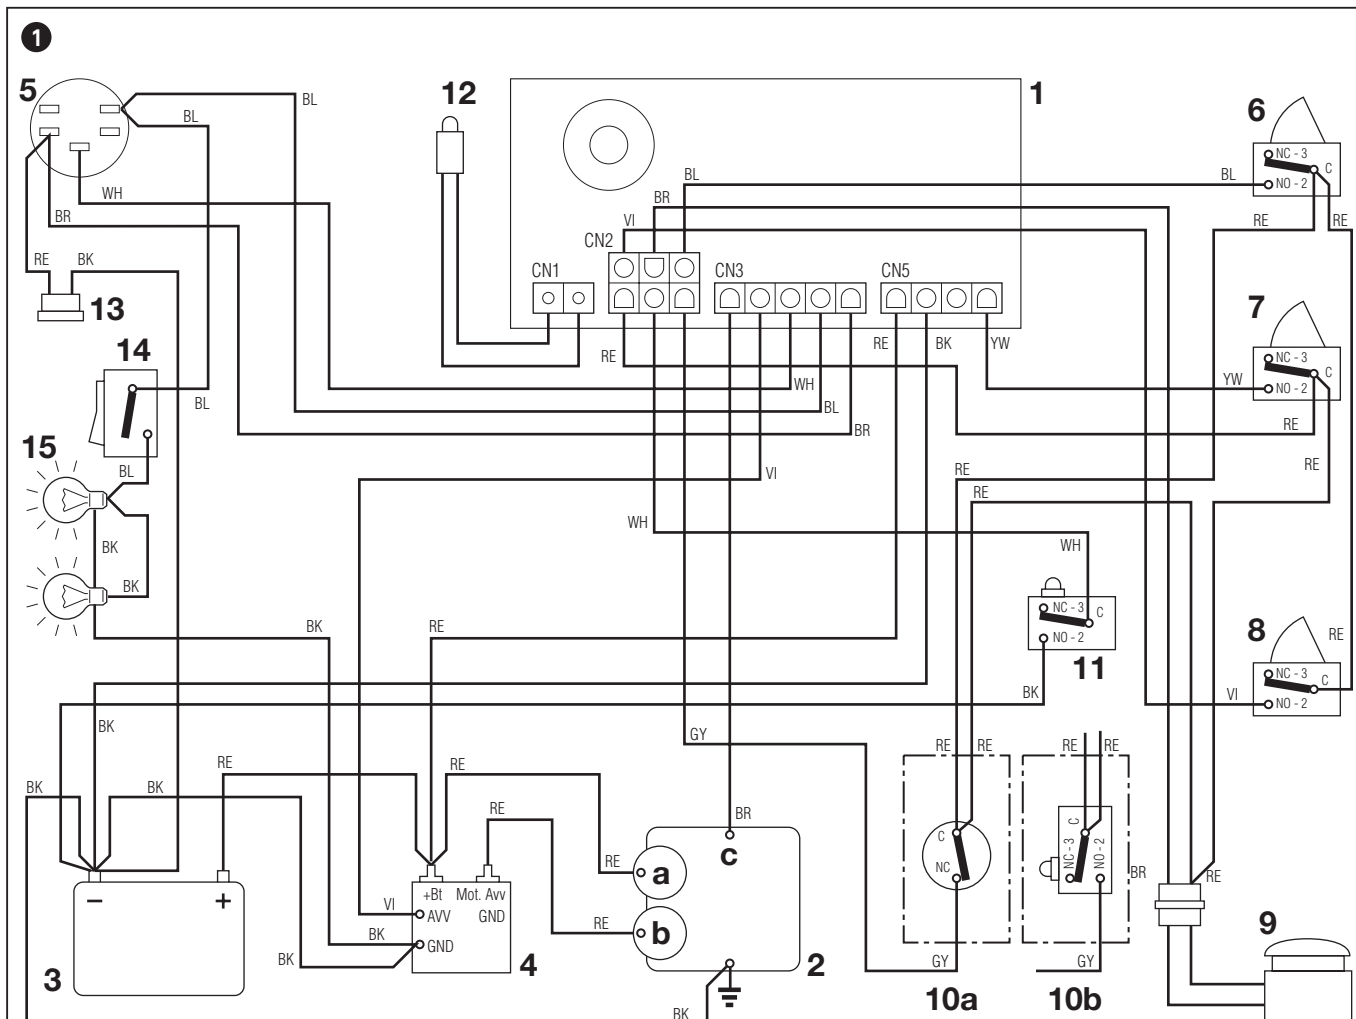 1
5
BL
BL
12
1
6
NC - 3
C
NO - 2
BL
BL
BR
VI
WH
BR
RE
RE
CN2
RE
BK
CN1
CN3
CN5
13
7
NC - 3
C
NO - 2
YW
14
RE
RE
BK
YW
WH
BL
BL
BR
RE
RE
15
BL
VI
RE
RE
WH
WH
BK
BK
NC - 3
C
NO - 2
11
BK
RE
BK
8
RE
NC - 3
C
NO - 2
VI
BK
GY
RE
RE
RE
RE
RE
RE
BK
BK
RE
BR
C
NC
C
NC - 3
NO - 2
BR
RE
RE
a
c
b
RE
+Bt
Mot. Avv
AVV
GND
GND
VI
BK
BK
–
+
3
4
2
BK
GY
GY
10a
10b
9